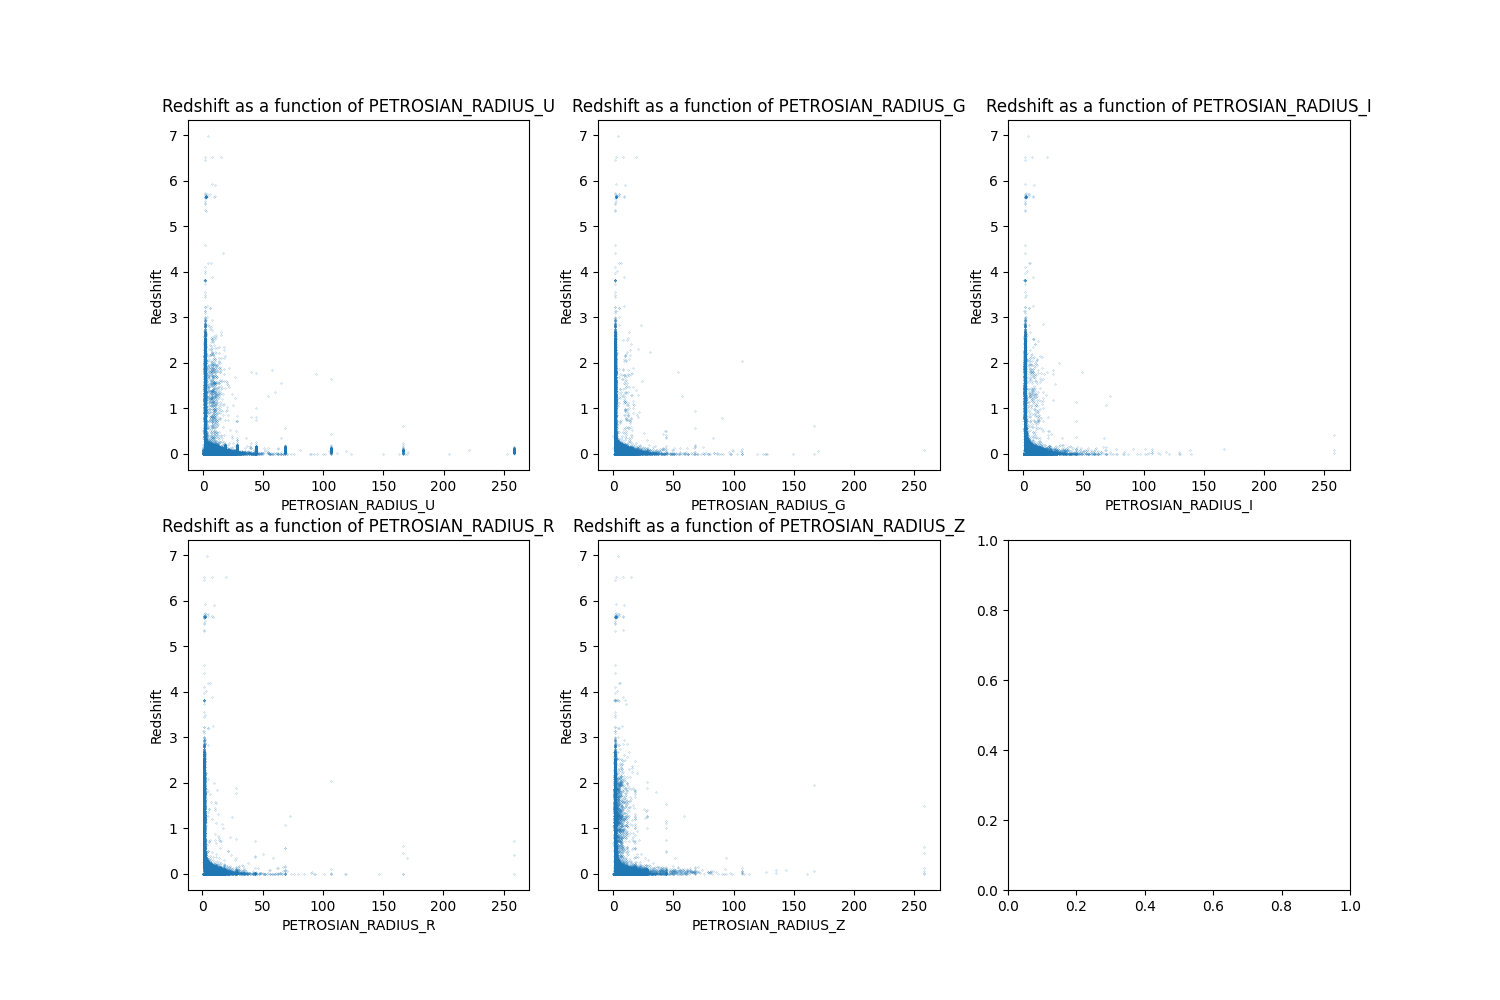 Redshift as a function of PETROSIAN_RADIUS_U
7
6
5
4
3
2
1
0
Redshift
0 50 100 150 200 250
PETROSIAN_RADIUS_U
Redshift as a function of PETROSIAN_RADIUS_G
7
6
5
4
3
2
1
0
Redshift
0 50 100 150 200 250
PETROSIAN_RADIUS_G
Redshift as a function of PETROSIAN_RADIUS_I
7
6
5
4
3
2
1
0
Redshift
0 50 100 150 200 250
PETROSIAN_RADIUS_I
Redshift as a function of PETROSIAN_RADIUS_R
7
6
5
4
3
2
1
0
Redshift
0 50 100 150 200 250
PETROSIAN_RADIUS_R
Redshift as a function of PETROSIAN_RADIUS_Z
7
6
5
4
3
2
1
0
Redshift
0 50 100 150 200 250
PETROSIAN_RADIUS_Z
1.0
0.8
0.6
0.4
0.2
0.0
0.0 0.2 0.4 0.6 0.8 1.0